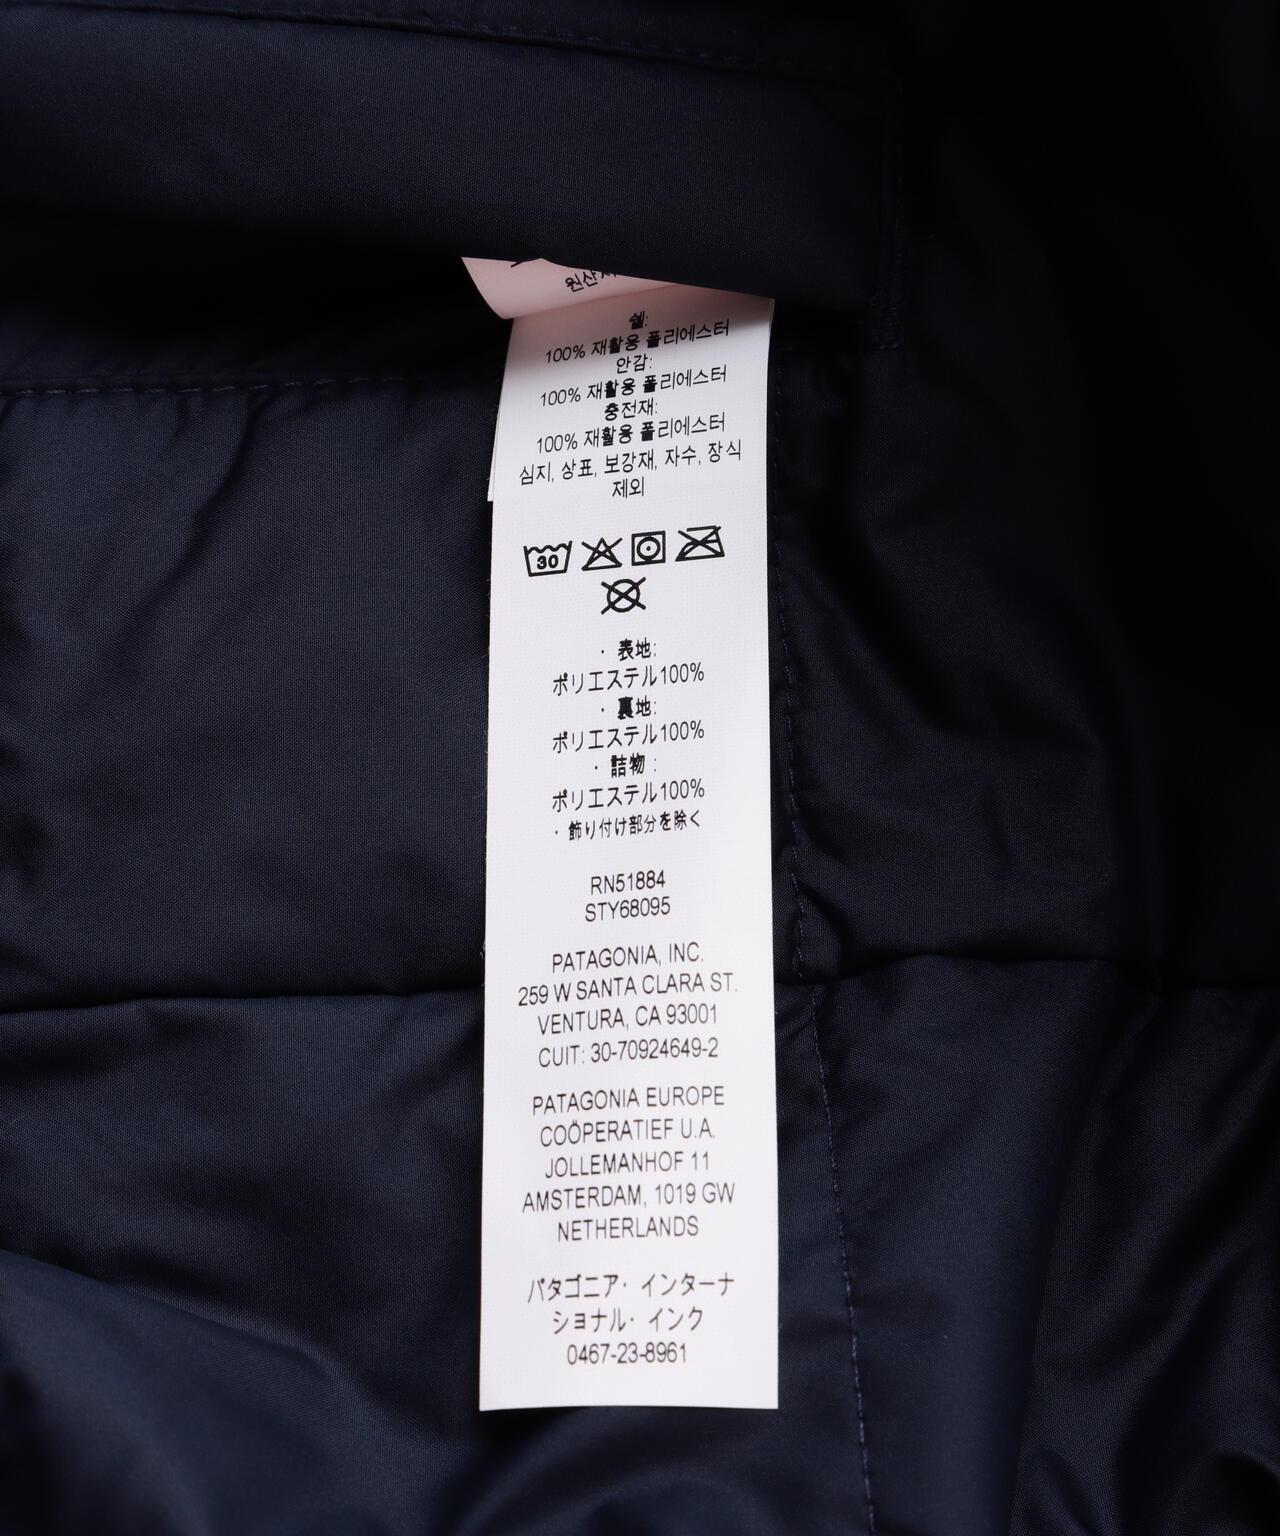 원산지
쉘:
100% 재활용 폴리에스터
안감:
100% 재활용 폴리에스터
충전재:
100% 재활용 폴리에스터
심지, 상표, 보강재, 자수, 장식
제외
30
・表地:
ポリエステル100%
・裏地:
ポリエステル100%
・詰物:
ポリエステル100%
・飾り付け部分を除く
RN51884
STY68095
PATAGONIA, INC.
259 W SANTA CLARA ST.
VENTURA, CA 93001
CUIT: 30-70924649-2
PATAGONIA EUROPE
COÖPERATIEF U.A.
JOLLEMANHOF 11
AMSTERDAM, 1019 GW
NETHERLANDS
パタゴニア・インターナ
ショナル・インク
0467-23-8961